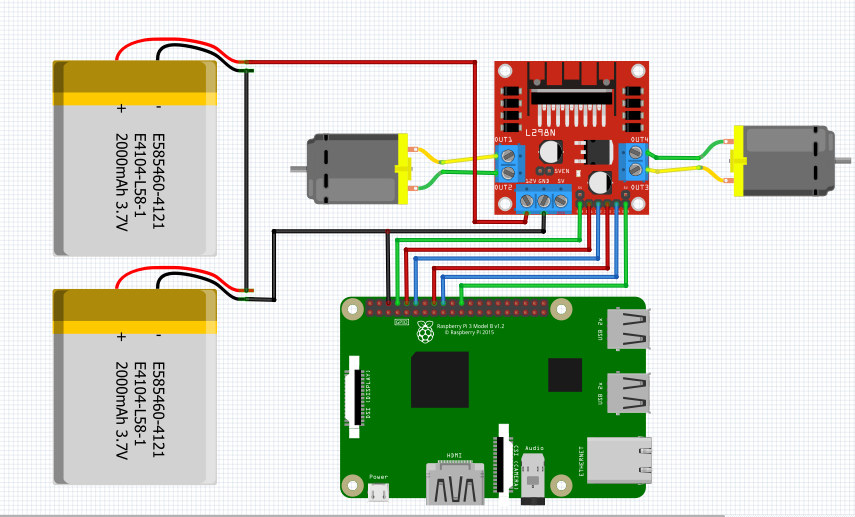 + -
E585460-4121
E4104-L58-1
2000mAh 3.7V
+ -
E585460-4121
E4104-L58-1
2000mAh 3.7V
OUT1
OUT4
L298N
5VEN
OUT2
12V GND 5V
OUT3
GPIO
Raspberry Pi 3 Model B v1.2
© Raspberry Pi 2015
DSI (DISPLAY)
USB 2x
USB 2x
ETHERNET
Audio
CSI (CAMERA)
HDMI
Power